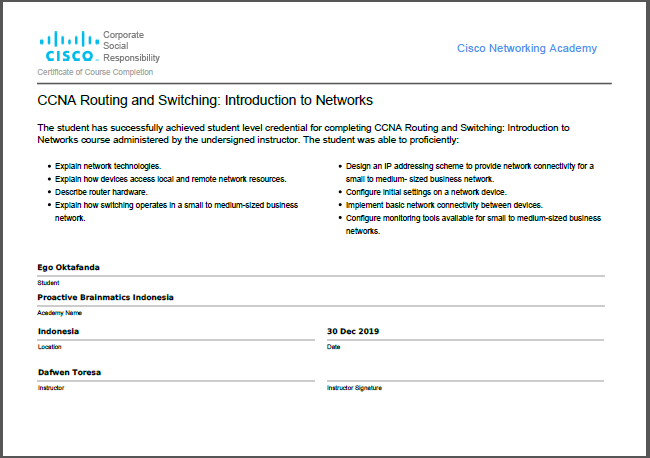 CISCO
Corporate
Social
Responsibility
Cisco Networking Academy
Certificate of Course Completion
CCNA Routing and Switching: Introduction to Networks
The student has successfully achieved student level credential for completing CCNA Routing and Switching: Introduction to
Networks course administered by the undersigned instructor. The student was able to proficiently:
• Explain network technologies.
• Explain how devices access local and remote network resources.
• Describe router hardware.
• Explain how switching operates in a small to medium-sized business
network.
• Design an IP addressing scheme to provide network connectivity for a
small to medium- sized business network.
• Configure initial settings on a network device.
• Implement basic network connectivity between devices.
• Configure monitoring tools available for small to medium-sized business
networks.
Ego Oktafanda
Student
Proactive Brainmatics Indonesia
Academy Name
Indonesia
Location
30 Dec 2019
Date
Dafwen Toresa
Instructor
Instructor Signature